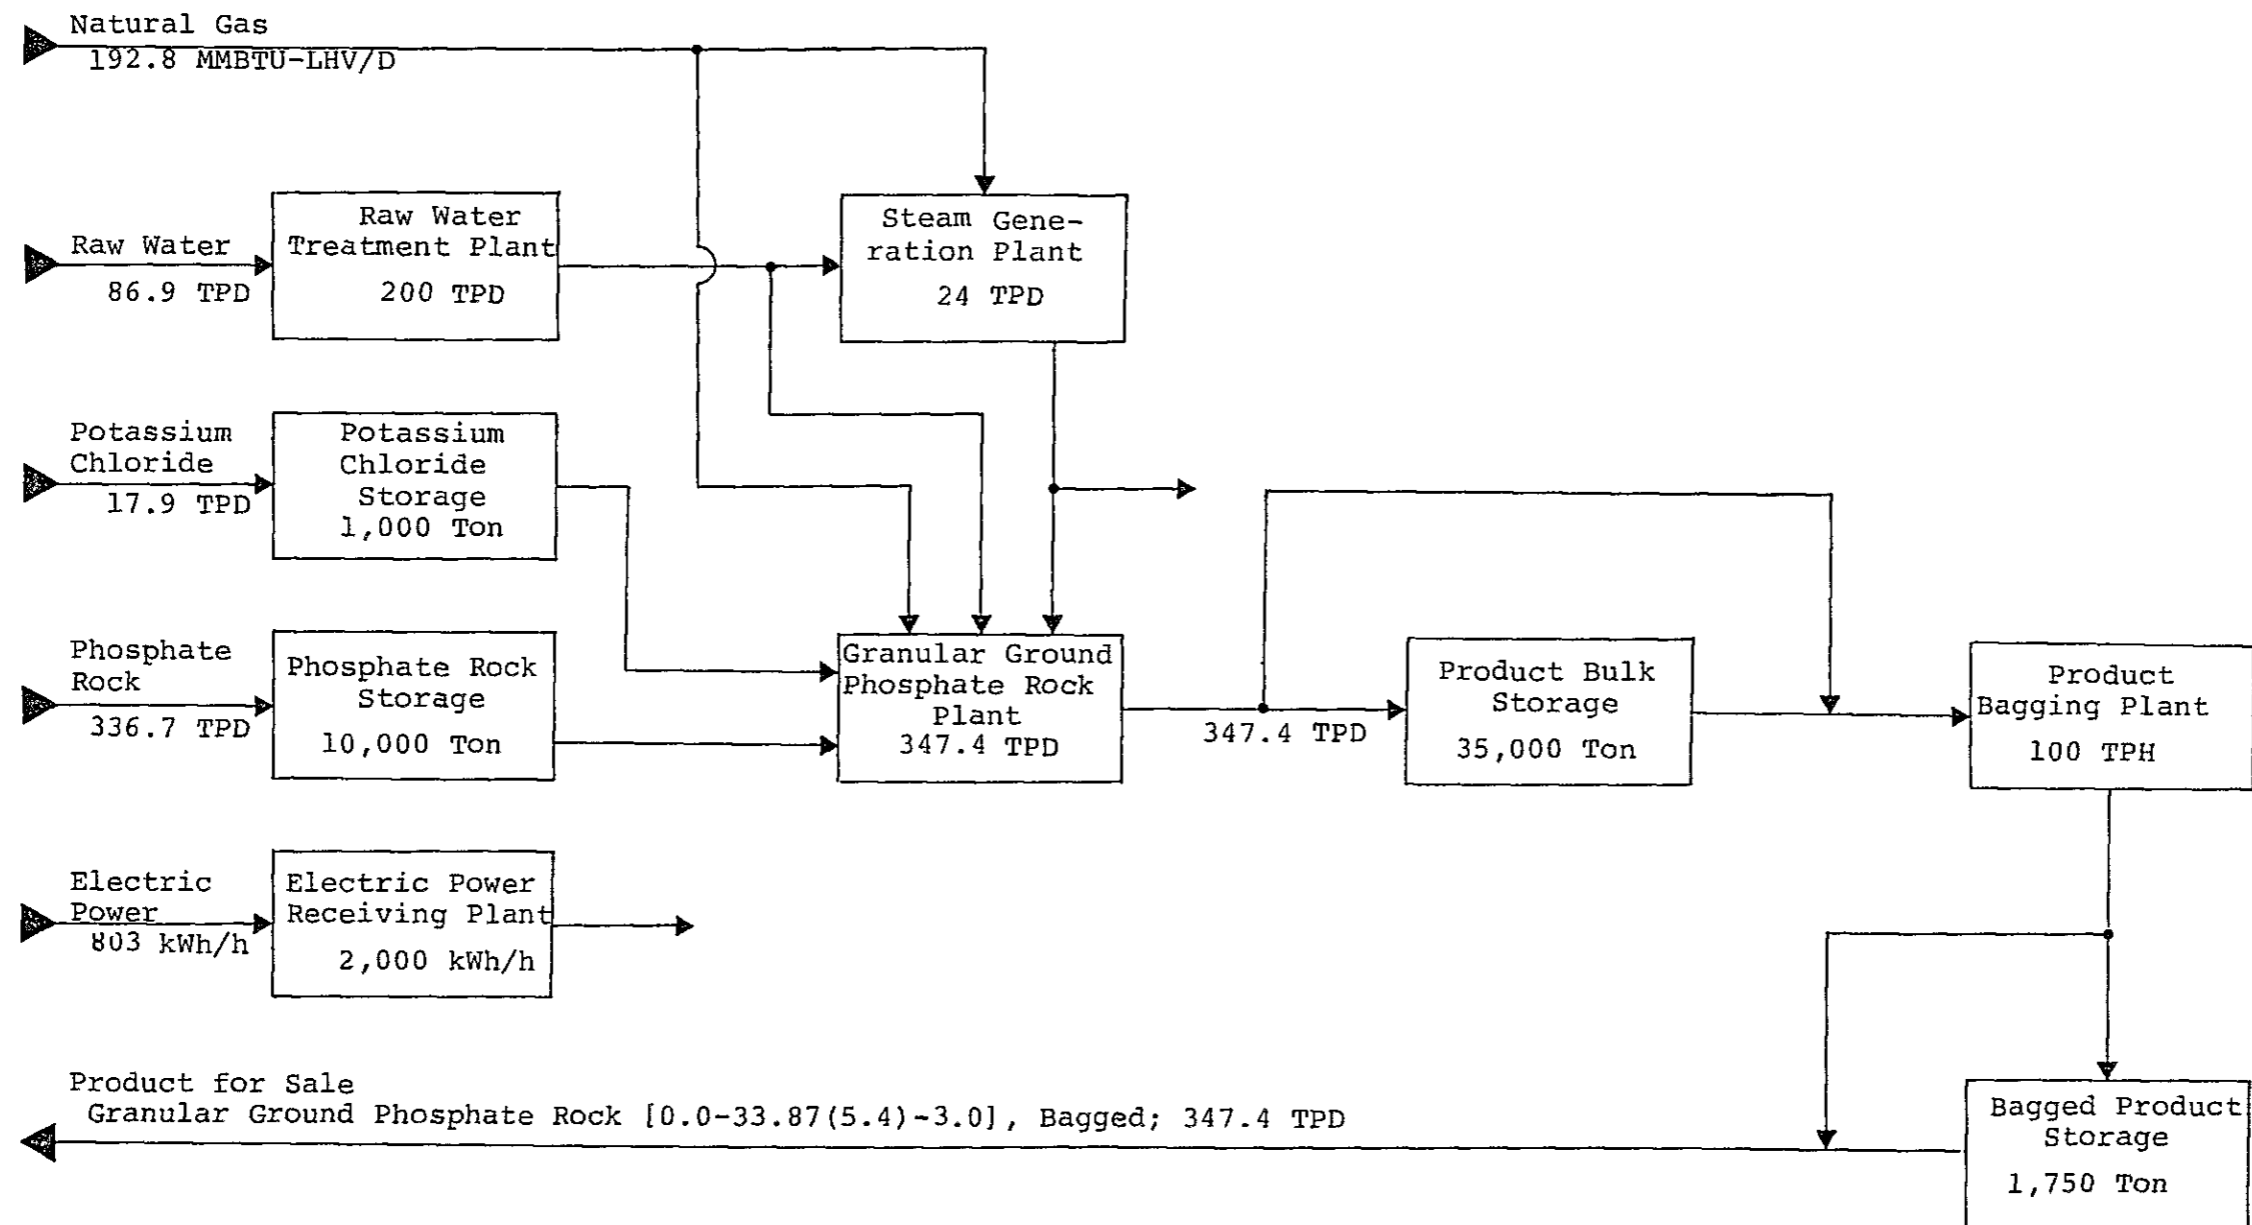 Natural Gas
192.8 MMBTU-LHV/D
Raw Water
86.9 TPD
Raw Water
Treatment Plant
200 TPD
Steam Gene-
ration Plant
24 TPD
Potassium
Chloride
17.9 TPD
Potassium
Chloride
Storage
1,000 Ton
Phosphate
Rock
336.7 TPD
Phosphate Rock
Storage
10,000 Ton
Granular Ground
Phosphate Rock
Plant
347.4 TPD
347.4 TPD
Product Bulk
Storage
35,000 Ton
Product
Bagging Plant
100 TPH
Electric
Power
803 kWh/h
Electric Power
Receiving Plant
2,000 kWh/h
Product for Sale
Granular Ground Phosphate Rock [0.0-33.87(5.4)-3.0], Bagged; 347.4 TPD
Bagged Product
Storage
1,750 Ton